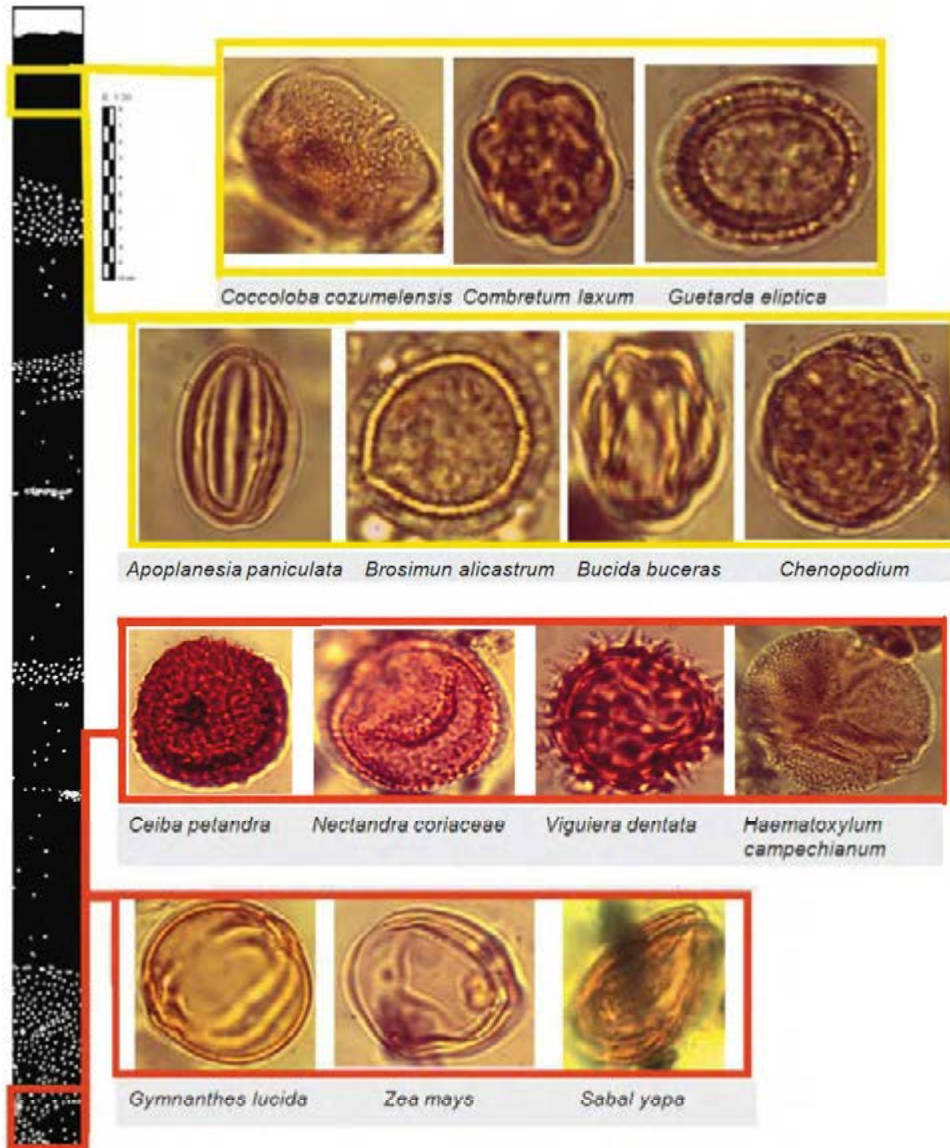 Coccoloba cozumelensis Combretum laxum Guetarda eliptica
Apoplanesia paniculata Brosimun alicastrum Bucida buceras Chenopodium
Ceiba petandra Nectandra coriaceae Viguiera dentata Haematoxylum
campechianum
Gymnanthes lucida Zea mays Sabal yapa